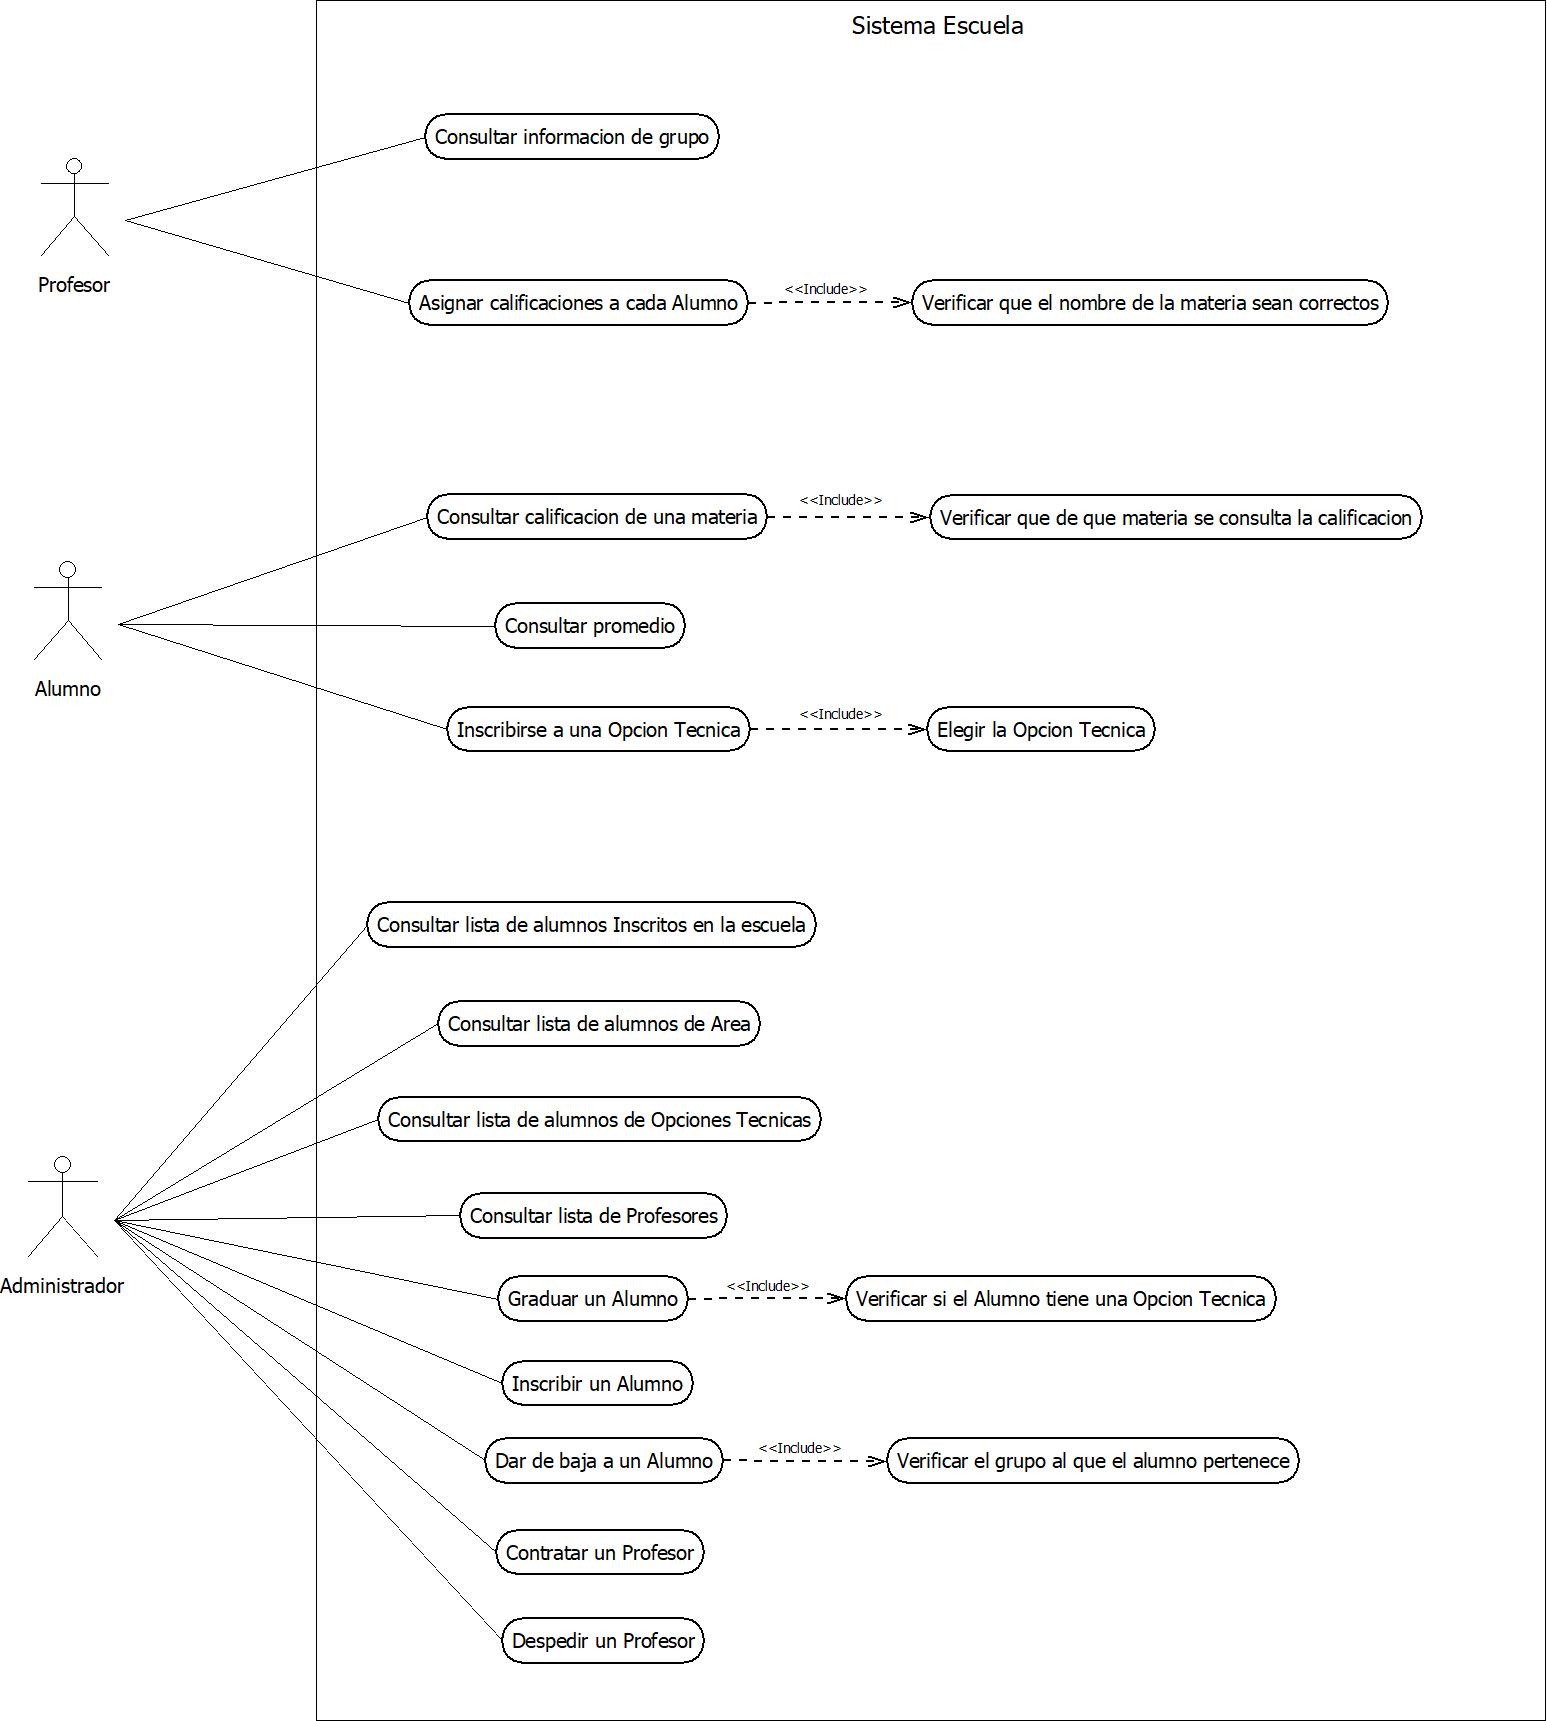 Sistema Escuela
Consultar informacion de grupo
Profesor
Asignar calificaciones a cada Alumno
<<Include>>
Verificar que el nombre de la materia sean correctos
Consultar calificacion de una materia
<<Include>>
Verificar que de que materia se consulta la calificacion
Consultar promedio
Alumno
Inscribirse a una Opcion Tecnica
<<Include>>
Elegir la Opcion Tecnica
Consultar lista de alumnos Inscritos en la escuela
Consultar lista de alumnos de Area
Consultar lista de alumnos de Opciones Tecnicas
Consultar lista de Profesores
Administrador
Graduar un Alumno
<<Include>>
Verificar si el Alumno tiene una Opcion Tecnica
Inscribir un Alumno
Dar de baja a un Alumno
<<Include>>
Verificar el grupo al que el alumno pertenece
Contratar un Profesor
Despedir un Profesor